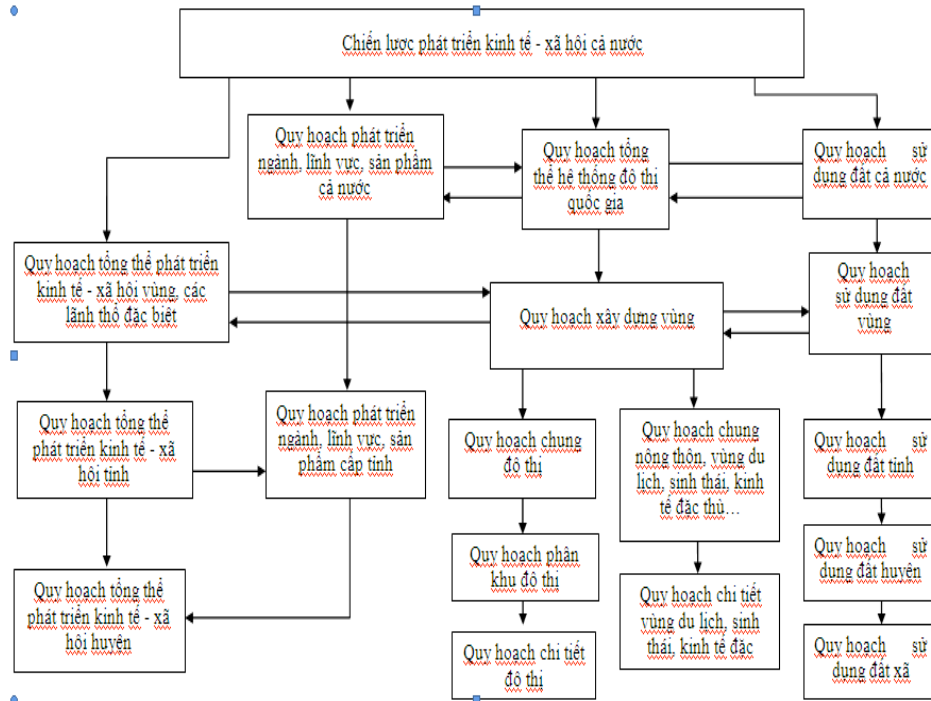 Chiến lược phát triển kinh tế - xã hội cả nước
Quy hoạch phát triển
ngành, lĩnh vực, sản phẩm
cả nước
Quy hoạch tổng
thể hệ thống đô thị
quốc gia
Quy hoạch sử
dụng đất cả nước
Quy hoạch tổng thể phát triển
kinh tế - xã hội vùng, các
lãnh thổ đặc biệt
Quy hoạch xây dựng vùng
Quy hoạch
sử dụng đất
vùng
Quy hoạch tổng thể
phát triển kinh tế - xã
hội tỉnh
Quy hoạch phát triển
ngành, lĩnh vực, sản
phẩm cấp tỉnh
Quy hoạch chung
đô thị
Quy hoạch chung
nông thôn, vùng du
lịch, sinh thái, kinh
tế đặc thù…
Quy hoạch sử
dụng đất tỉnh
Quy hoạch tổng thể
phát triển kinh tế - xã
hội huyện
Quy hoạch phân
khu đô thị
Quy hoạch chi tiết
vùng du lịch, sinh
thái, kinh tế đặc
Quy hoạch sử
dụng đất huyện
Quy hoạch chi tiết
đô thị
Quy hoạch sử
dụng đất xã